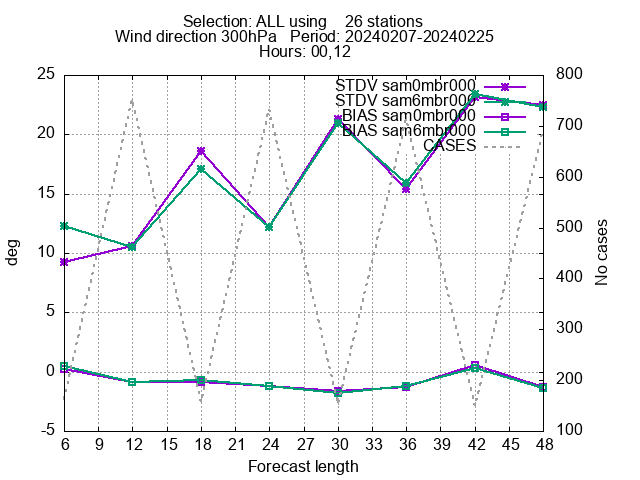 Selection: ALL using    26 stations
Wind direction 300hPa   Period: 20240207-20240225
Hours: 00,12
STDV sam0mbr000
STDV sam6mbr000
BIAS sam0mbr000
BIAS sam6mbr000
CASES
25
20
15
10
5
0
-5
deg
800
700
600
500
400
300
200
100
No cases
6 9 12 15 18 21 24 27 30 33 36 39 42 45 48
Forecast length